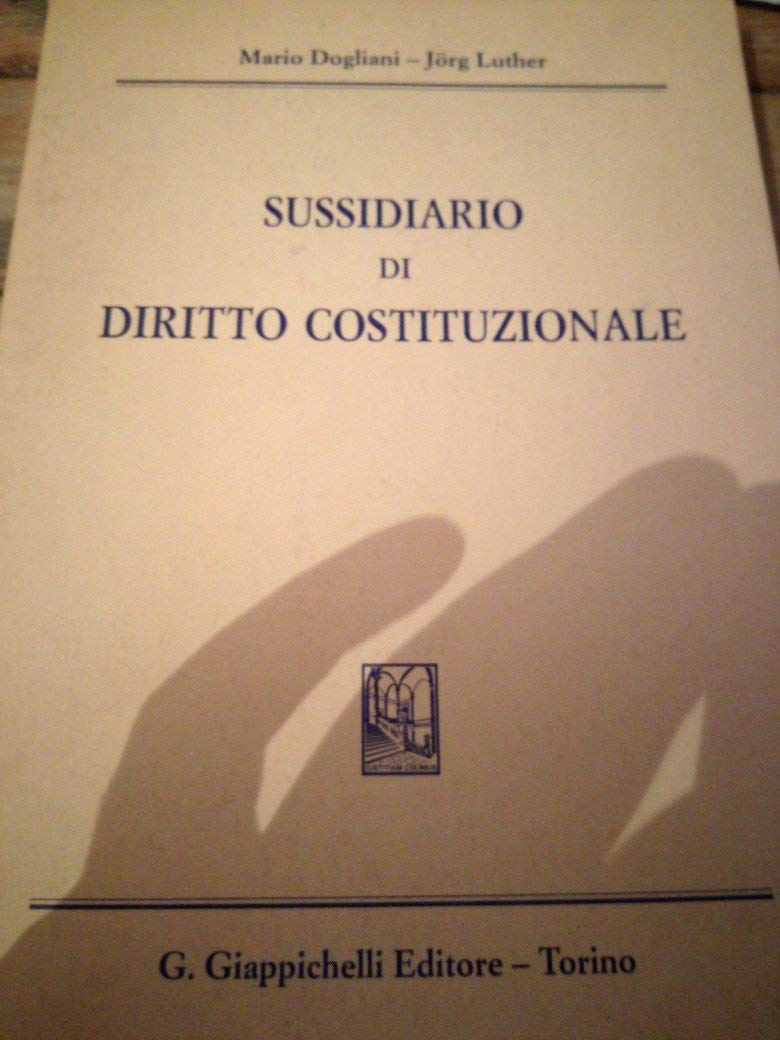 Mario Dogliani – Jörg Luther
SUSSIDIARIO
DI
DIRITTO COSTITUZIONALE
G. Giappichelli Editore – Torino